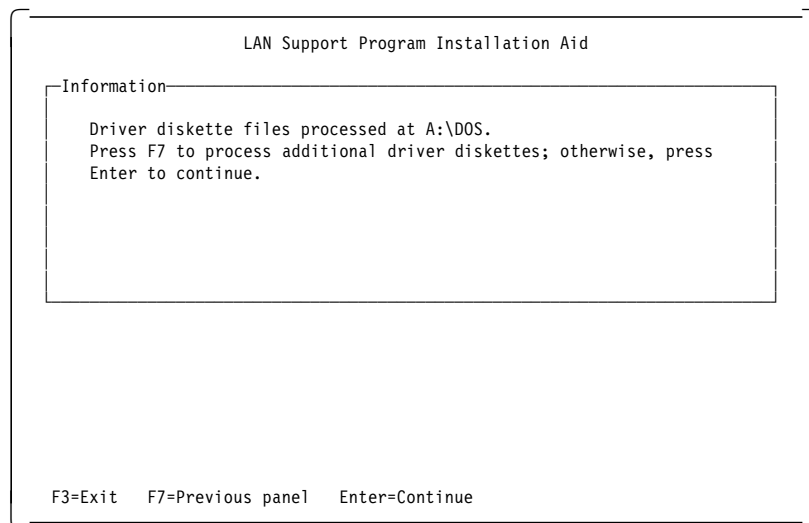 LAN Support Program Installation Aid
Information
Driver diskette files processed at A:\DOS.
Press F7 to process additional driver diskettes; otherwise, press
Enter to continue.
F3=Exit F7=Previous panel Enter=Continue